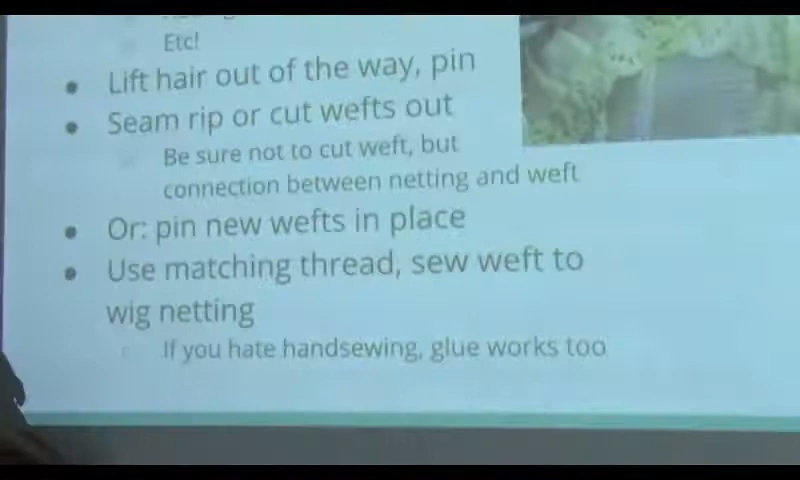 Etc!
Lift hair out of the way, pin
Seam rip or cut wefts out
Be sure not to cut weft, but
connection between netting and weft
Or: pin new wefts in place
Use matching thread, sew weft to
wig netting
If you hate handsewing, glue works too